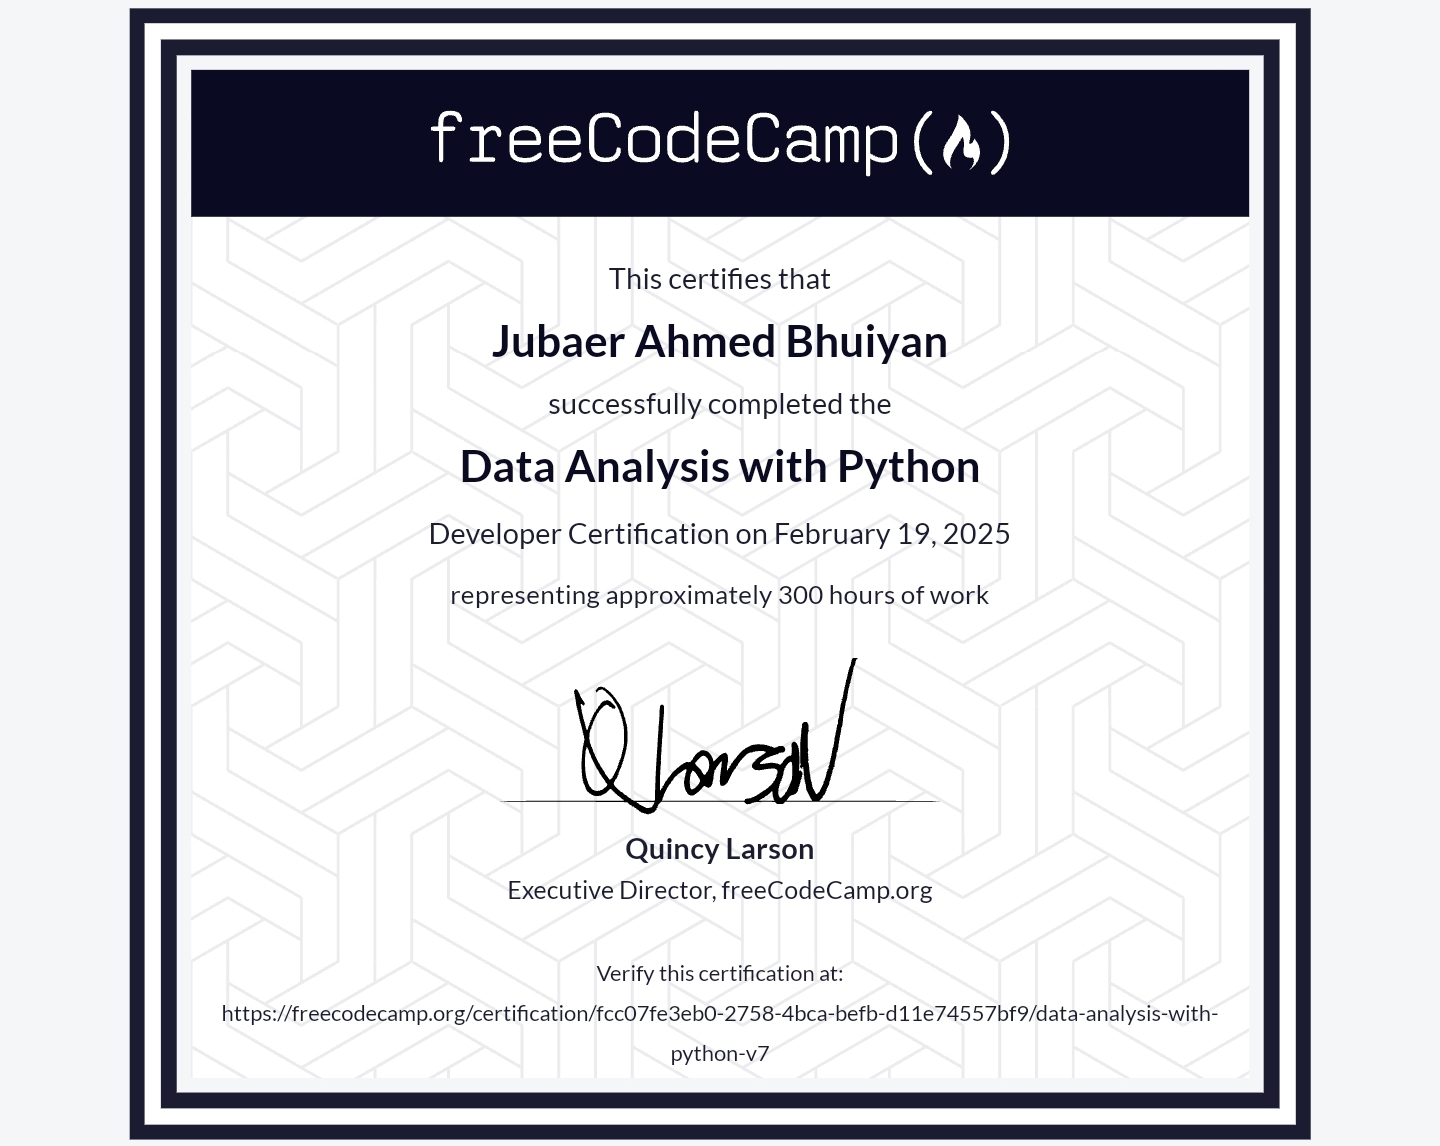 freeCodeCamp
This certifies that
Jubaer Ahmed Bhuiyan
successfully completed the
Data Analysis with Python
Developer Certification on February 19, 2025
representing approximately 300 hours of work
Q Larson
Quincy Larson
Executive Director, freeCodeCamp.org
Verify this certification at:
https://freecodecamp.org/certification/fcc07fe3eb0-2758-4bca-befb-d11e74557bf9/data-analysis-with-
python-v7